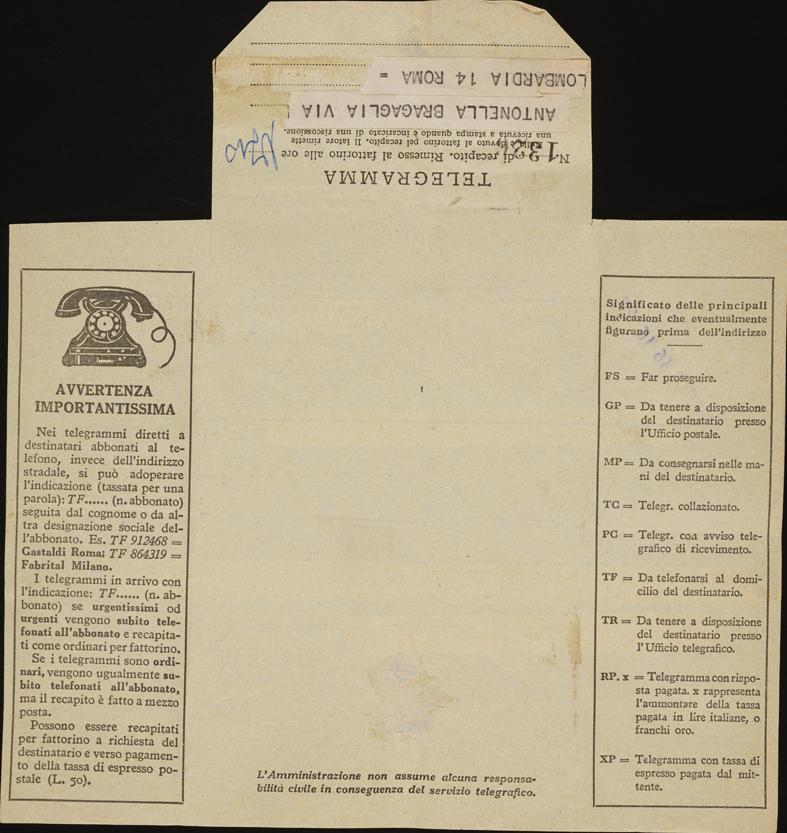 TELEGRAMMA
N. 132 di recapito. Rimesso al fattorino alle ore
Nulla è dovuto al fattorino pel recapito. Il latore rimette
una ricevuta a stampa quando è incaricato di una riscossione.
ANTONELLA BRAGAGLIA VIA
LOMBARDIA 14 ROMA =
AVVERTENZA
IMPORTANTISSIMA
Nei telegrammi diretti a
destinatari abbonati al te-
lefono, invece dell'indirizzo
stradale, si può adoperare
l'indicazione (tassata per una
parola): TF...... (n. abbonato)
seguita dal cognome o da al-
tra designazione sociale del-
l'abbonato. Es. TF 912468 =
Gastaldi Roma; TF 864319 =
Fabrital Milano.
I telegrammi in arrivo con
l'indicazione: TF...... (n. ab-
bonato) se urgentissimi od
urgenti vengono subito tele-
fonati all'abbonato e recapita-
ti come ordinari per fattorino.
Se i telegrammi sono ordi-
nari, vengono ugualmente su-
bito telefonati all'abbonato,
ma il recapito è fatto a mezzo
posta.
Possono essere recapitati
per fattorino a richiesta del
destinatario e verso pagamen-
to della tassa di espresso po-
stale (L. 50).
L'Amministrazione non assume alcuna responsa-
bilità civile in conseguenza del servizio telegrafico.
Significato delle principali
indicazioni che eventualmente
figurano prima dell'indirizzo
FS = Far proseguire.
GP = Da tenere a disposizione
del destinatario presso
l'Ufficio postale.
MP = Da consegnarsi nelle ma-
ni del destinatario.
TC = Telegr. collazionato.
PC = Telegr. con avviso tele-
grafico di ricevimento.
TF = Da telefonarsi al domi-
cilio del destinatario.
TR = Da tenere a disposizione
del destinatario presso
l'Ufficio telegrafico.
RP. x = Telegramma con rispo-
sta pagata. x rappresenta
l'ammontare della tassa
pagata in lire italiane, o
franchi oro.
XP = Telegramma con tassa di
espresso pagata dal mit-
tente.